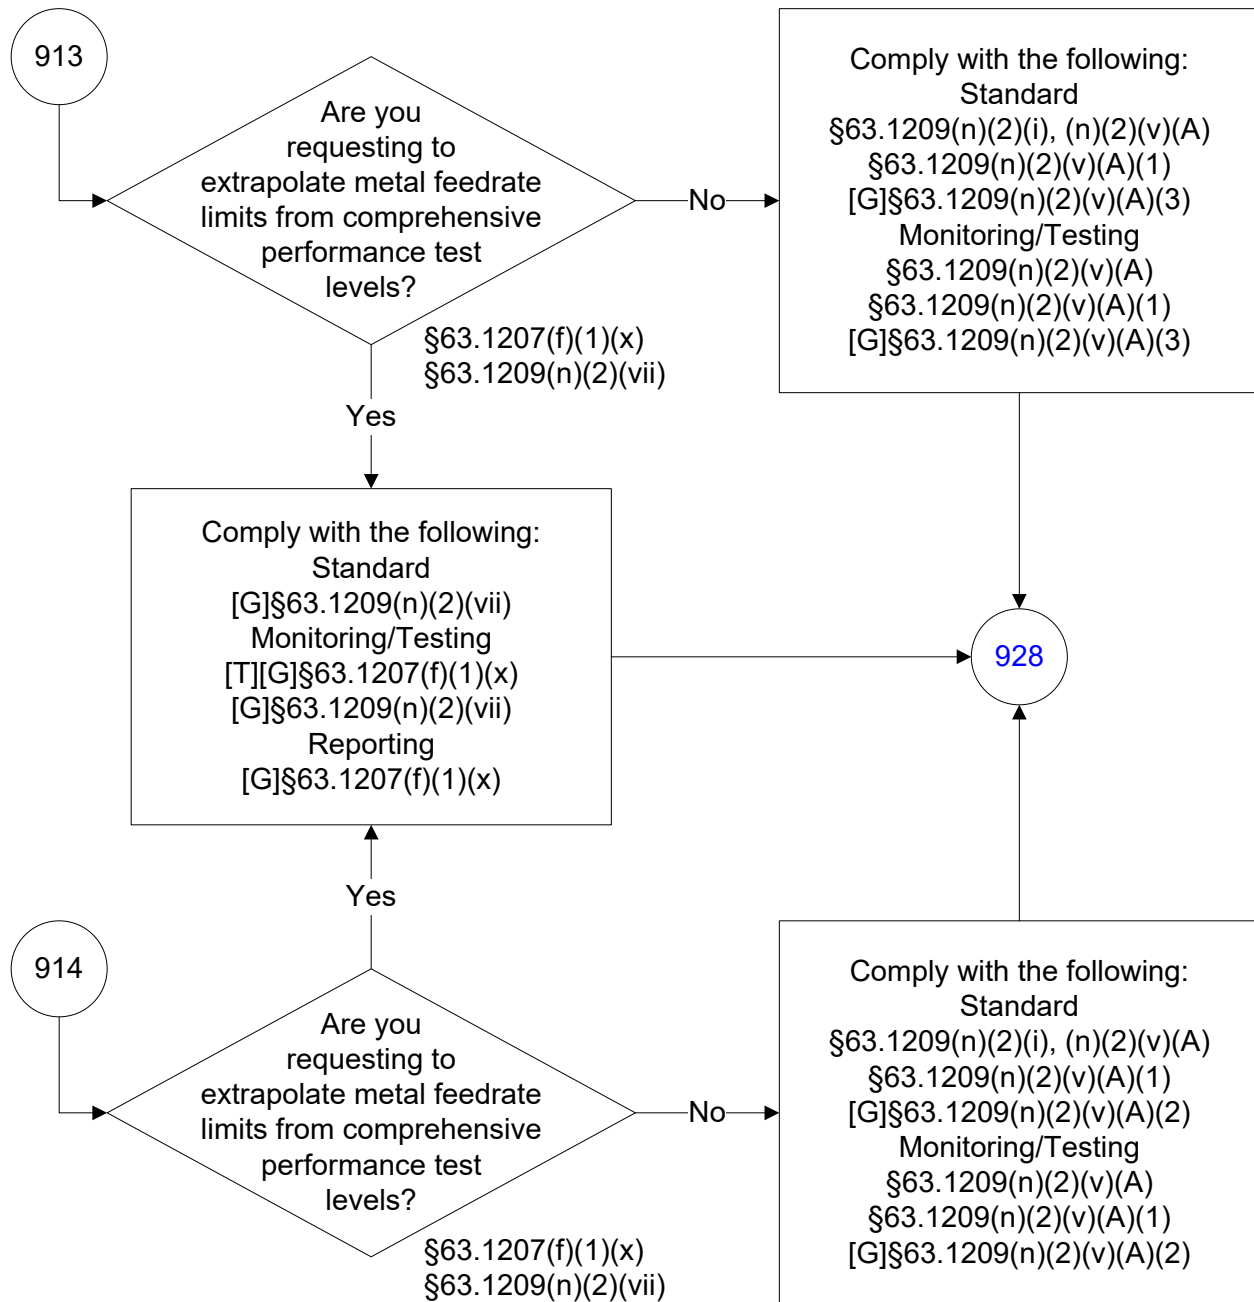 913
Are you
requesting to
extrapolate metal feedrate
limits from comprehensive
performance test
levels?
§63.1207(f)(1)(x)
§63.1209(n)(2)(vii)
No
Comply with the following:
Standard
§63.1209(n)(2)(i), (n)(2)(v)(A)
§63.1209(n)(2)(v)(A)(1)
[G]§63.1209(n)(2)(v)(A)(3)
Monitoring/Testing
§63.1209(n)(2)(v)(A)
§63.1209(n)(2)(v)(A)(1)
[G]§63.1209(n)(2)(v)(A)(3)
Yes
Comply with the following:
Standard
[G]§63.1209(n)(2)(vii)
Monitoring/Testing
[T][G]§63.1207(f)(1)(x)
[G]§63.1209(n)(2)(vii)
Reporting
[G]§63.1207(f)(1)(x)
928
Yes
914
Are you
requesting to
extrapolate metal feedrate
limits from comprehensive
performance test
levels?
§63.1207(f)(1)(x)
§63.1209(n)(2)(vii)
No
Comply with the following:
Standard
§63.1209(n)(2)(i), (n)(2)(v)(A)
§63.1209(n)(2)(v)(A)(1)
[G]§63.1209(n)(2)(v)(A)(2)
Monitoring/Testing
§63.1209(n)(2)(v)(A)
§63.1209(n)(2)(v)(A)(1)
[G]§63.1209(n)(2)(v)(A)(2)